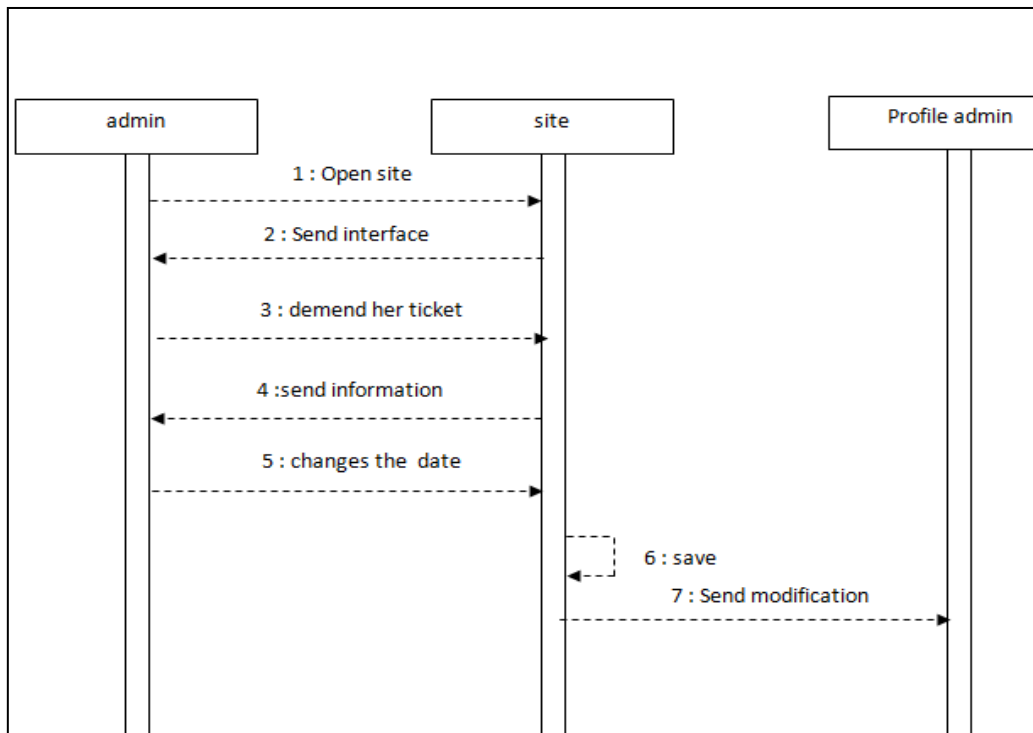 admin
site
Profile admin
1 : Open site
2 : Send interface
3 : demend her ticket
4 :send information
5 : changes the  date
6 : save
7 : Send modification